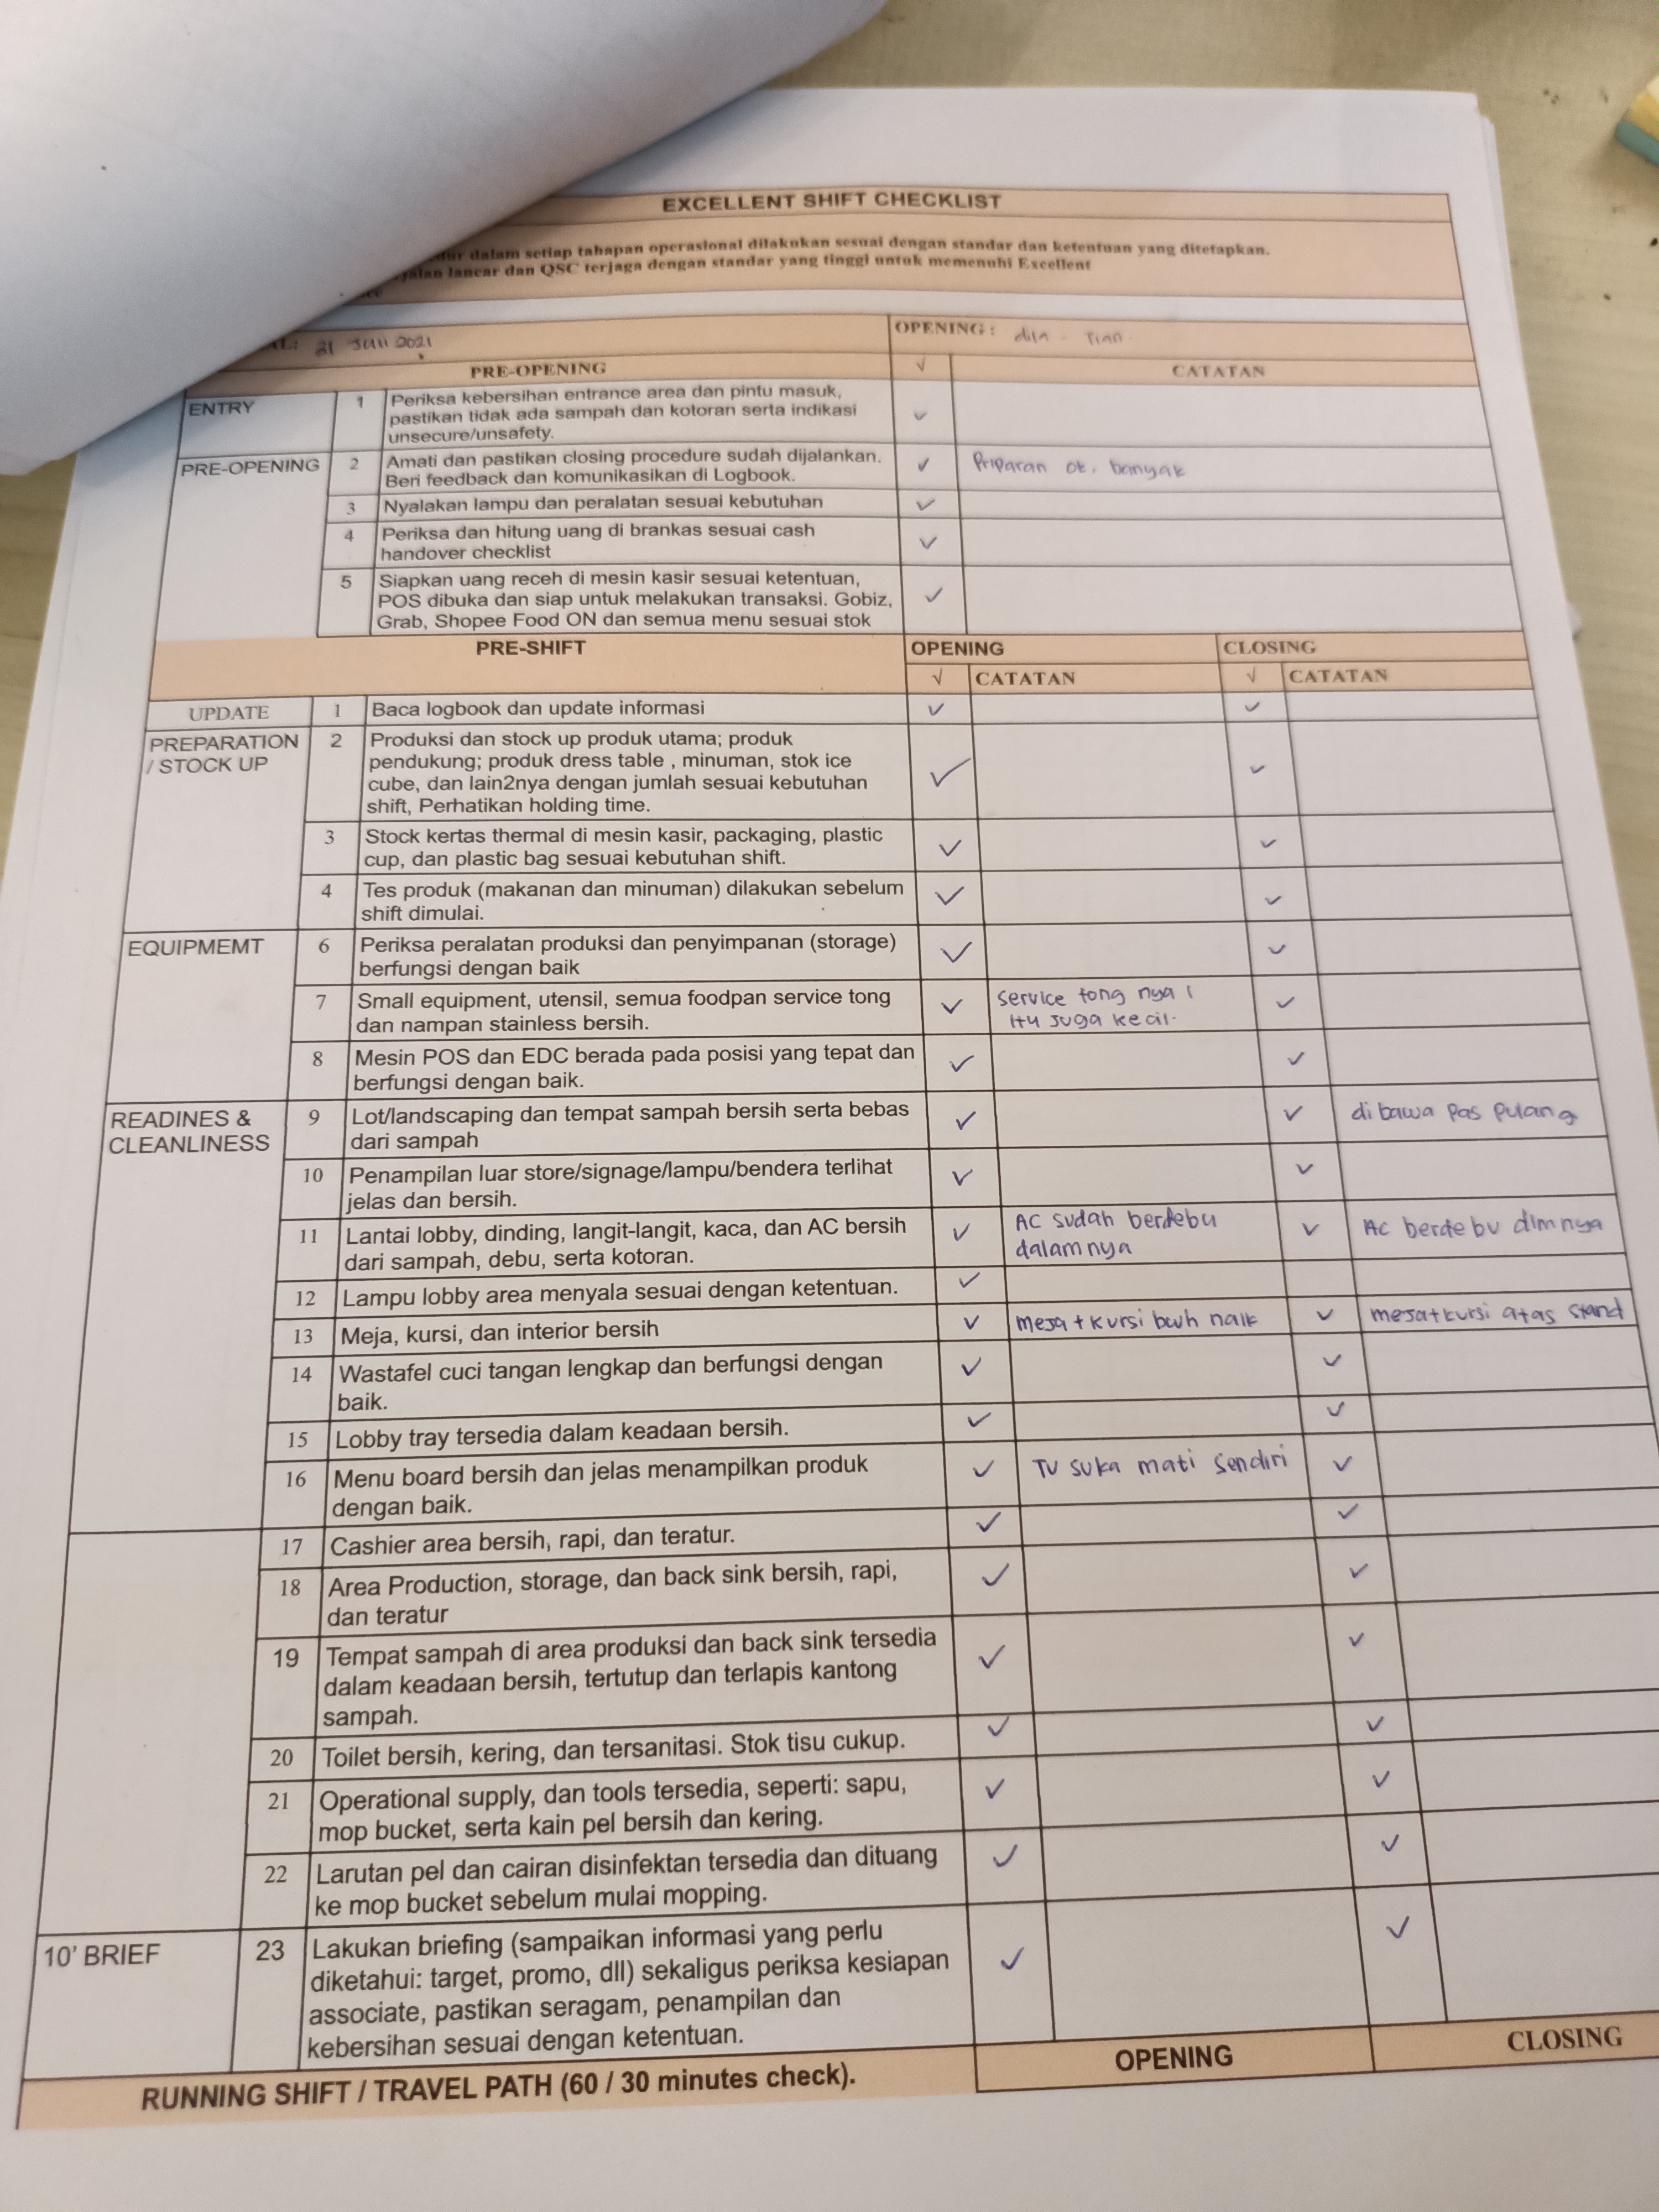 EXCELLENT SHIFT CHECKLIST
dalam setiap tahapan operasional dilakukan sesuai dengan standar dan ketentuan yang ditetapkan.
lancar dan QSC terjaga dengan standar yang tinggi untuk memenuhi Excellent
OPENING: dila - Tian
PRE-OPENING √ CATATAN
ENTRY 1 Periksa kebersihan entrance area dan pintu masuk,
pastikan tidak ada sampah dan kotoran serta indikasi
unsecure/unsafety. ✓
PRE-OPENING 2 Amati dan pastikan closing procedure sudah dijalankan. ✓ Priparan ok, banyak
Beri feedback dan komunikasikan di Logbook.
3 Nyalakan lampu dan peralatan sesuai kebutuhan ✓
4 Periksa dan hitung uang di brankas sesuai cash ✓
handover checklist
5 Siapkan uang receh di mesin kasir sesuai ketentuan,
POS dibuka dan siap untuk melakukan transaksi. Gobiz, ✓
Grab, Shopee Food ON dan semua menu sesuai stok
PRE-SHIFT OPENING CLOSING
√ CATATAN √ CATATAN
UPDATE 1 Baca logbook dan update informasi ✓ ✓
PREPARATION 2 Produksi dan stock up produk utama; produk
/ STOCK UP pendukung; produk dress table , minuman, stok ice ✓ ✓
cube, dan lain2nya dengan jumlah sesuai kebutuhan
shift, Perhatikan holding time.
3 Stock kertas thermal di mesin kasir, packaging, plastic ✓ ✓
cup, dan plastic bag sesuai kebutuhan shift.
4 Tes produk (makanan dan minuman) dilakukan sebelum ✓ ✓
shift dimulai.
EQUIPMEMT 6 Periksa peralatan produksi dan penyimpanan (storage) ✓ ✓
berfungsi dengan baik
7 Small equipment, utensil, semua foodpan service tong ✓ service tong nya 1 ✓
dan nampan stainless bersih. itu juga kecil.
8 Mesin POS dan EDC berada pada posisi yang tepat dan ✓ ✓
berfungsi dengan baik.
READINES & 9 Lot/landscaping dan tempat sampah bersih serta bebas ✓ ✓ dibawa pas pulang
CLEANLINESS dari sampah
10 Penampilan luar store/signage/lampu/bendera terlihat ✓ ✓
jelas dan bersih.
11 Lantai lobby, dinding, langit-langit, kaca, dan AC bersih ✓ AC sudah berdebu ✓ AC berdebu dlmnya
dari sampah, debu, serta kotoran. dalamnya
12 Lampu lobby area menyala sesuai dengan ketentuan. ✓
13 Meja, kursi, dan interior bersih ✓ meja + kursi naik ✓ meja+kursi atas stand
14 Wastafel cuci tangan lengkap dan berfungsi dengan ✓ ✓
baik.
15 Lobby tray tersedia dalam keadaan bersih. ✓ ✓
16 Menu board bersih dan jelas menampilkan produk ✓ TV suka mati sendiri ✓
dengan baik.
17 Cashier area bersih, rapi, dan teratur. ✓ ✓
18 Area Production, storage, dan back sink bersih, rapi, ✓ ✓
dan teratur
19 Tempat sampah di area produksi dan back sink tersedia ✓ ✓
dalam keadaan bersih, tertutup dan terlapis kantong
sampah.
20 Toilet bersih, kering, dan tersanitasi. Stok tisu cukup. ✓ ✓
21 Operational supply, dan tools tersedia, seperti: sapu, ✓ ✓
mop bucket, serta kain pel bersih dan kering.
22 Larutan pel dan cairan disinfektan tersedia dan dituang ✓ ✓
ke mop bucket sebelum mulai mopping.
10' BRIEF 23 Lakukan briefing (sampaikan informasi yang perlu ✓
diketahui: target, promo, dll) sekaligus periksa kesiapan ✓
associate, pastikan seragam, penampilan dan
kebersihan sesuai dengan ketentuan.
RUNNING SHIFT / TRAVEL PATH (60 / 30 minutes check). OPENING CLOSING